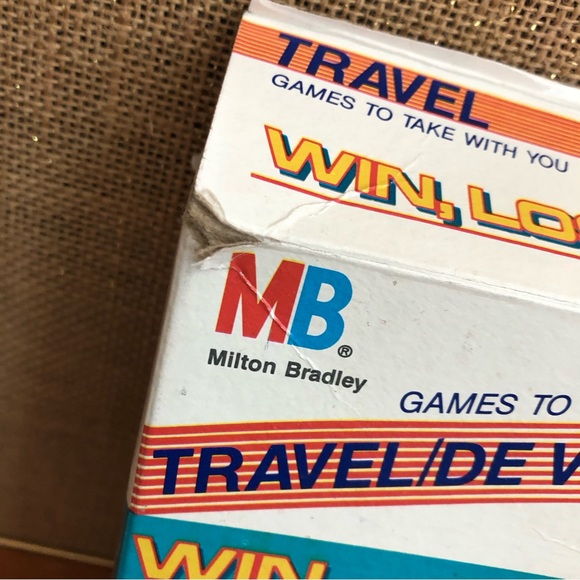 TRAVEL
GAMES TO TAKE WITH YOU
WIN, LO
MB®
Milton Bradley
GAMES TO
TRAVEL/DE
WIN